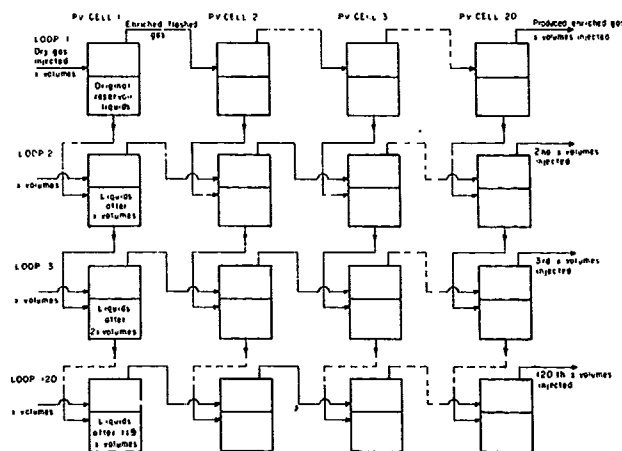 PV CELL 1
PV CELL 2
PV CELL 3
PV CELL 20
LOOP 1
Dry gas
injected
x volumes
Enriched flashed
gas
Produced enriched gas
x volumes injected
Original
reservoir
liquids
LOOP 2
x volumes
Liquids
after
x volumes
2nd x volumes
injected
LOOP 3
x volumes
Liquids
after
2x volumes
3rd x volumes
injected
LOOP 120
x volumes
Liquids
after 119
x volumes
120 th x volumes
injected